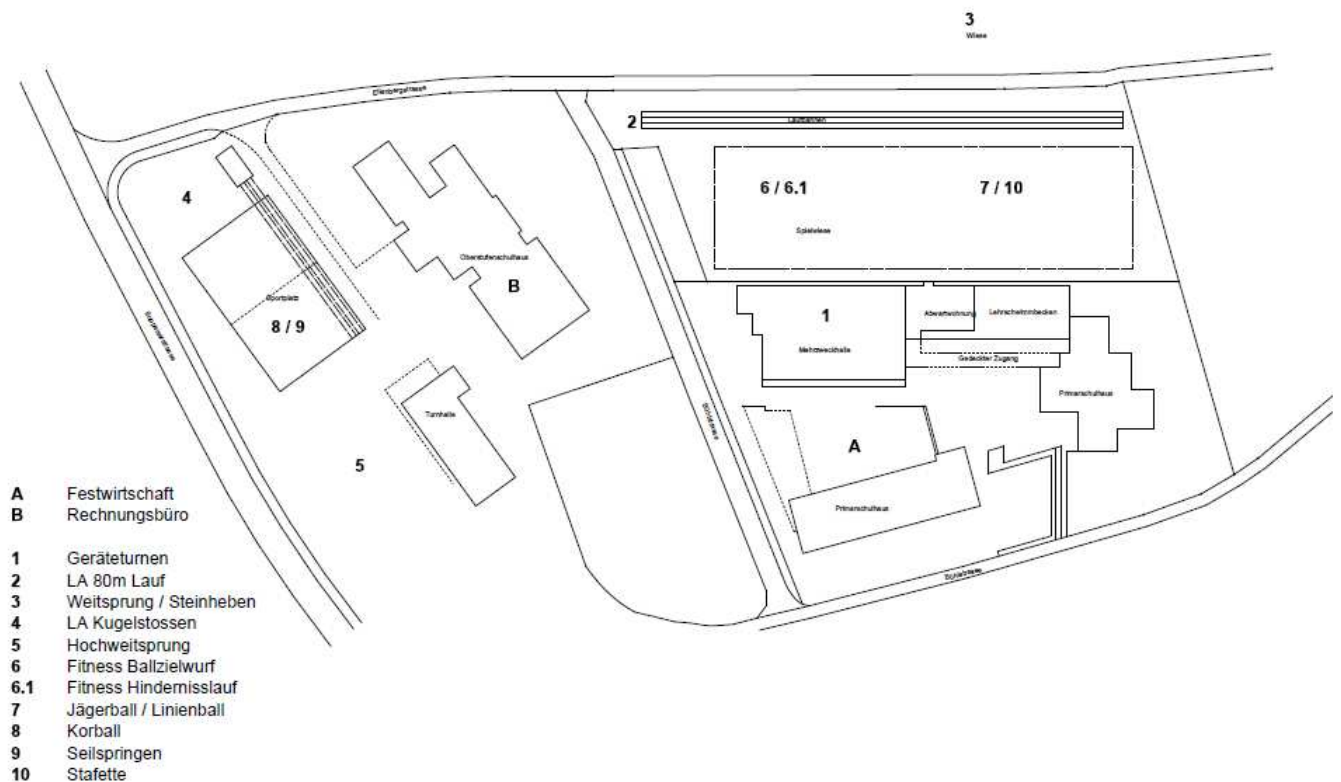 3
Wiese
2
Laufbahnen
4
6 / 6.1
7 / 10
Spielwiese
Oberstufenschulhaus
B
Sportplatz
8 / 9
1
Abwartwohnung
Lehrschwimmbecken
Mehrzweckhalle
Gedeckter Zugang
Primarschulhaus
Turnhalle
A
5
Primarschulhaus
A Festwirtschaft
B Rechnungsbüro
1 Geräteturnen
2 LA 80m Lauf
3 Weitsprung / Steinheben
4 LA Kugelstossen
5 Hochweitsprung
6 Fitness Ballzielwurf
6.1 Fitness Hindernisslauf
7 Jägerball / Linienball
8 Korball
9 Seilspringen
10 Stafette